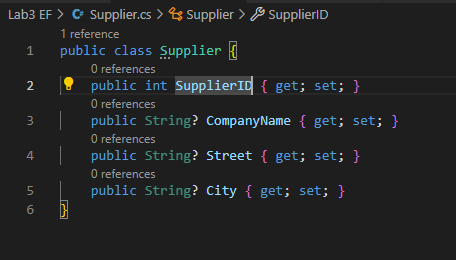 Lab3 EF > Supplier.cs > Supplier > SupplierID
1 reference
1 public class Supplier {
0 references
2 public int SupplierID { get; set; }
0 references
3 public String? CompanyName { get; set; }
0 references
4 public String? Street { get; set; }
0 references
5 public String? City { get; set; }
6 }